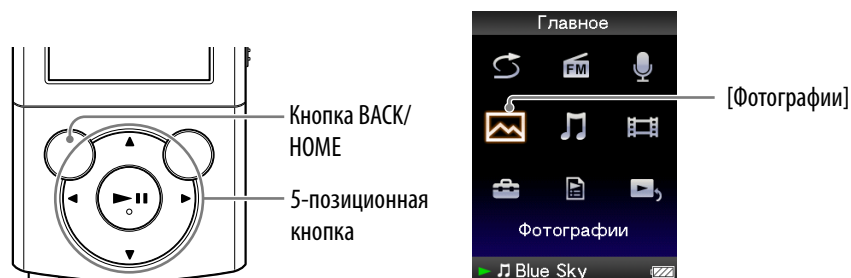 Кнопка BACK/
HOME
5-позиционная
кнопка
Главное
FM
[Фотографии]
Фотографии
Blue Sky